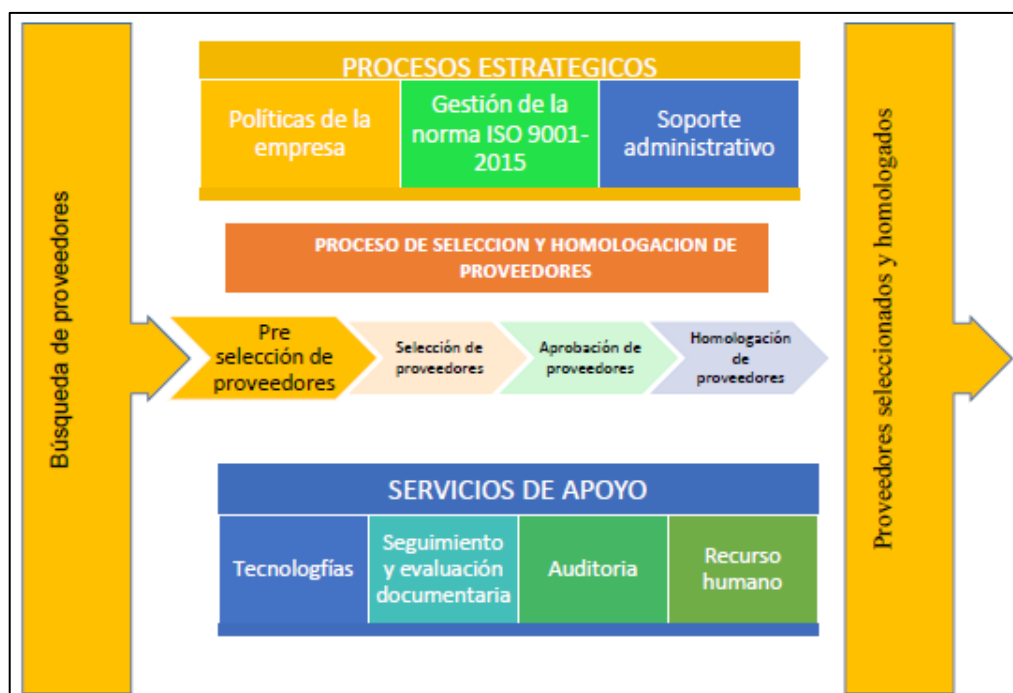 Búsqueda de proveedores
PROCESOS ESTRATEGICOS
Políticas de la
empresa
Gestión de la
norma ISO 9001-
2015
Soporte
administrativo
PROCESO DE SELECCION Y HOMOLOGACION DE
PROVEEDORES
Pre
selección de
proveedores
Selección de
proveedores
Aprobación de
proveedores
Homologación
de
proveedores
SERVICIOS DE APOYO
Tecnologfías
Seguimiento
y evaluación
documentaria
Auditoria
Recurso
humano
Proveedores seleccionados y homologados